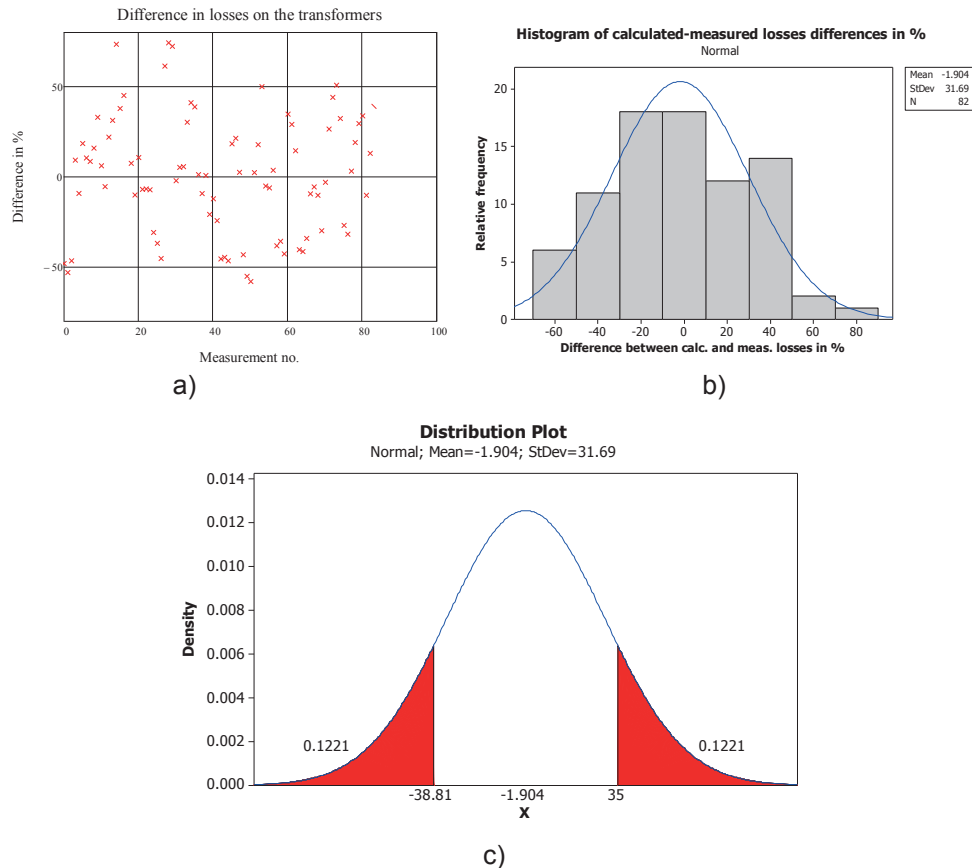 Difference in losses on the transformers
Difference in %
50
0
−50
0 20 40 60 80 100
Measurement no.
a)
Histogram of calculated-measured losses differences in %
Normal
Mean -1.904
StDev 31.69
N 82
Relative frequency
20
15
10
5
0
-60 -40 -20 0 20 40 60 80
Difference between calc. and meas. losses in %
b)
Distribution Plot
Normal; Mean=-1.904; StDev=31.69
Density
0.014
0.012
0.010
0.008
0.006
0.004
0.002
0.000
0.1221 0.1221
-38.81 -1.904 35
X
c)